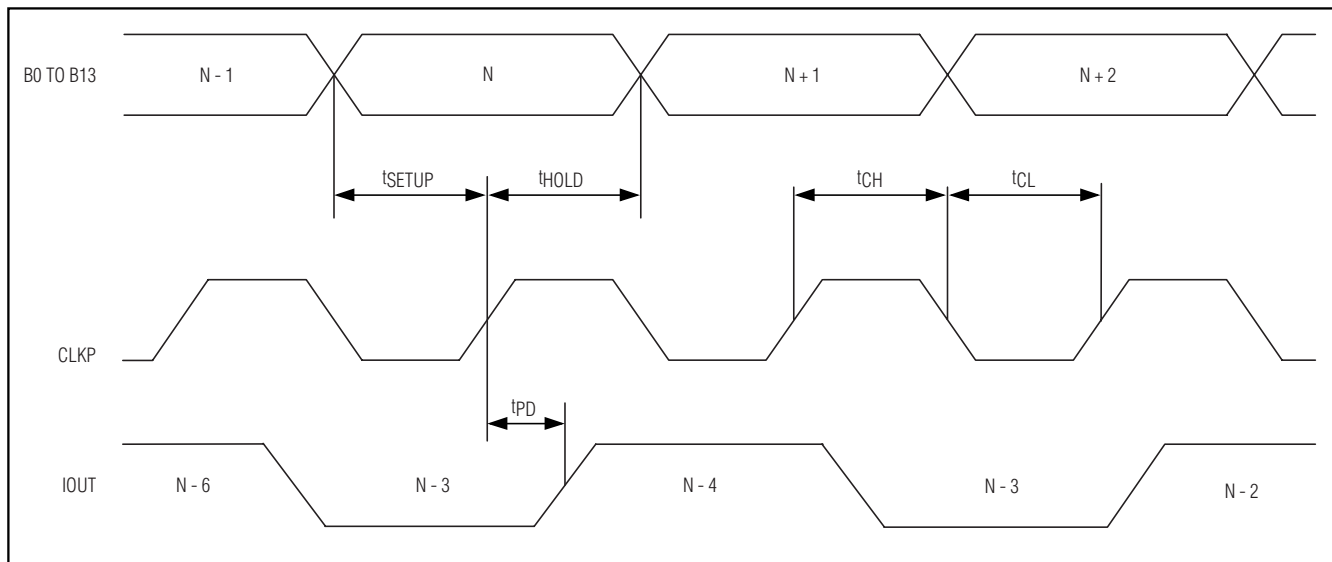 B0 TO B13
N - 1
N
N + 1
N + 2
tSETUP
tHOLD
tCH
tCL
CLKP
tPD
IOUT
N - 6
N - 3
N - 4
N - 3
N - 2